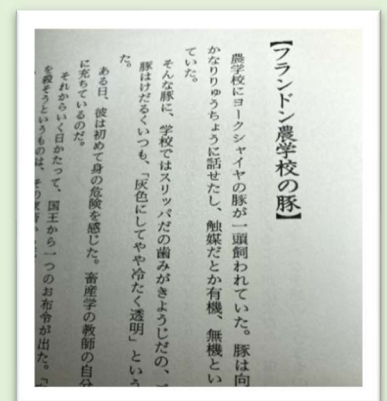 【フランドン農学校の豚】
農学校にヨークシャイヤの豚が一頭飼われていた。豚は向
かなりりゅうちょうに話せたし、触媒だとか有機、無機とい
ていた。
そんな豚に、学校ではスリッパだの歯みがきようじだの、
豚はけだるくいつも、「灰色にしてやや冷たく透明」という
た。
ある日、彼は初めて身の危険を感じた。畜産学の教師の自分
に充ちているのだ。
それからいく日かたって、国王から一つのお布令が出た。
を殺そうというものは、その